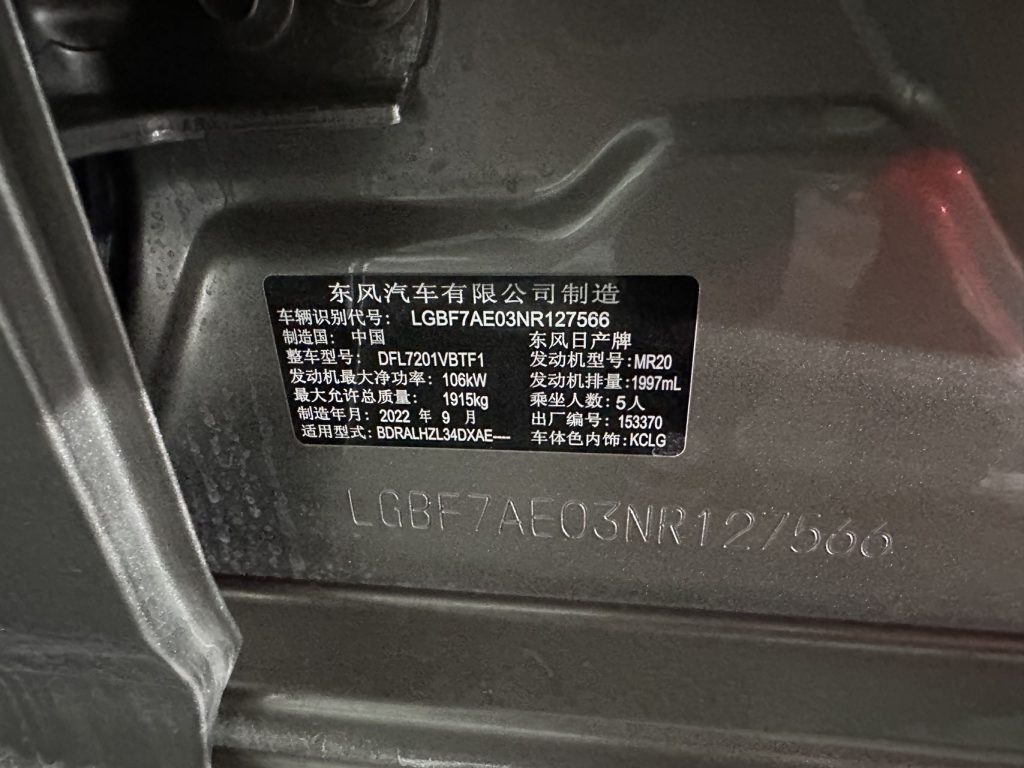 东风汽车有限公司制造
车辆识别代号: LGBF7AE03NR127566
制造国: 中国 东风日产牌
整车型号: DFL7201VBTF1 发动机型号: MR20
发动机最大净功率: 106kW 发动机排量: 1997mL
最大允许总质量: 1915kg 乘坐人数: 5人
制造年月: 2022 年 9 月 出厂编号: 153370
适用型式: BDRALHZL34DXAE----- 车体色内饰: KCLG
LGBF7AE03NR127566